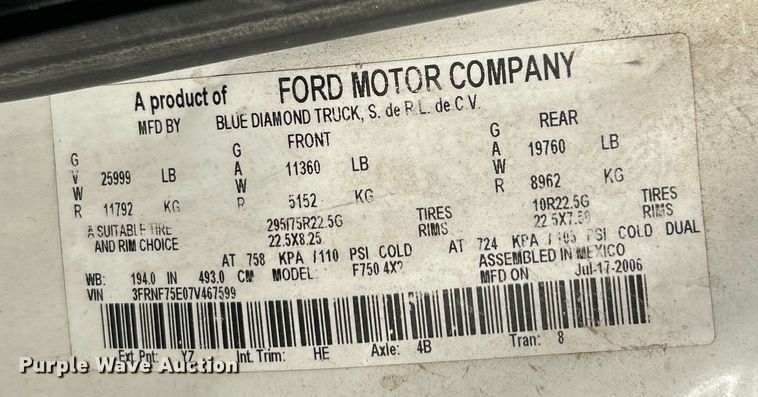 A product of FORD MOTOR COMPANY
MFD BY BLUE DIAMOND TRUCK, S. de R.L. de C.V.
FRONT REAR
GVWR 25999 LB GAWR 11360 LB GAWR 19760 LB
11792 KG 5152 KG 8962 KG
A SUITABLE TIRE AND RIM CHOICE
295/75R22.5G TIRES 10R22.5G TIRES
22.5X8.25 RIMS 22.5X7.50 RIMS
AT 758 KPA /110 PSI COLD AT 724 KPA /105 PSI COLD DUAL
WB: 194.0 IN 493.0 CM MODEL: F750 4X2 ASSEMBLED IN MEXICO
VIN 3FRNF75E07V467599 MFD ON Jul-17-2006
Ext Pnt: YZ Int. Trim: HE Axle: 4B Tran: 8
Purple Wave Auction